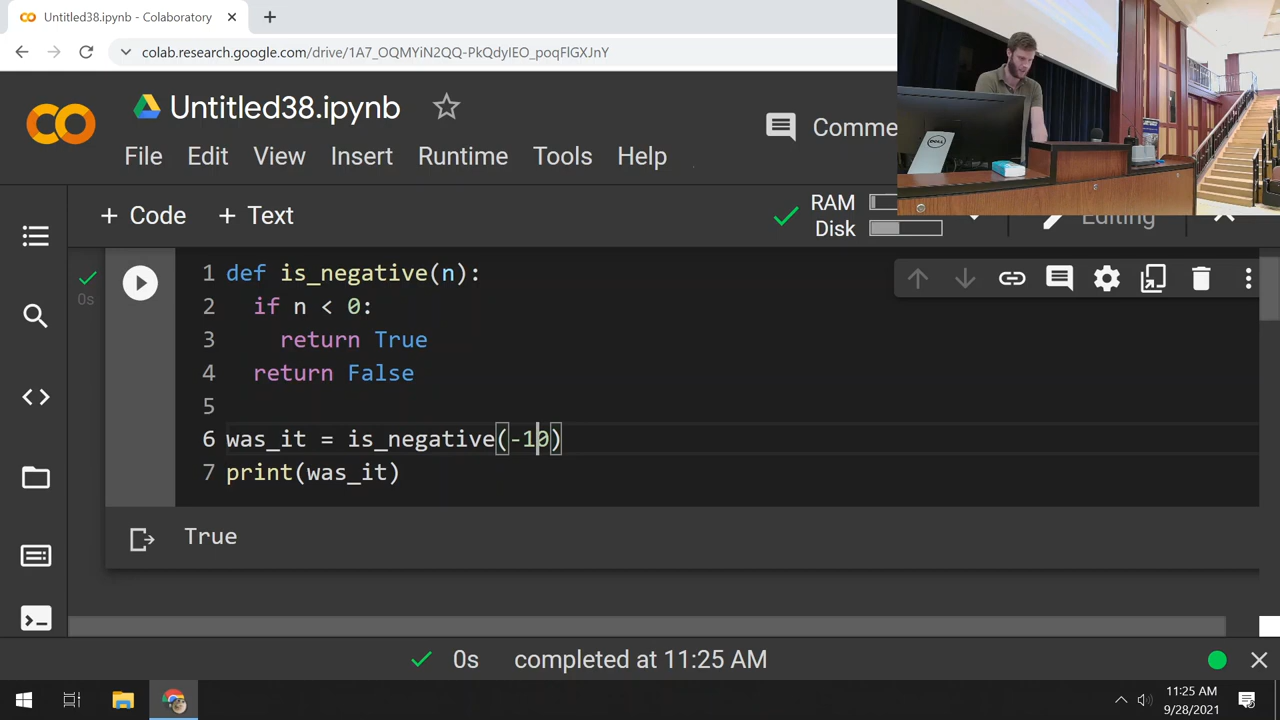 Untitled38.ipynb - Colaboratory
colab.research.google.com/drive/1A7_OQMYiN2QQ-PkQdyIEO_poqFlGXJnY
Untitled38.ipynb
Comme
File Edit View Insert Runtime Tools Help
+ Code + Text
RAM
Disk
Editing
0s
1 def is_negative(n):
2 if n < 0:
3 return True
4 return False
5
6 was_it = is_negative(-10)
7 print(was_it)
True
0s completed at 11:25 AM
11:25 AM
9/28/2021
DELL